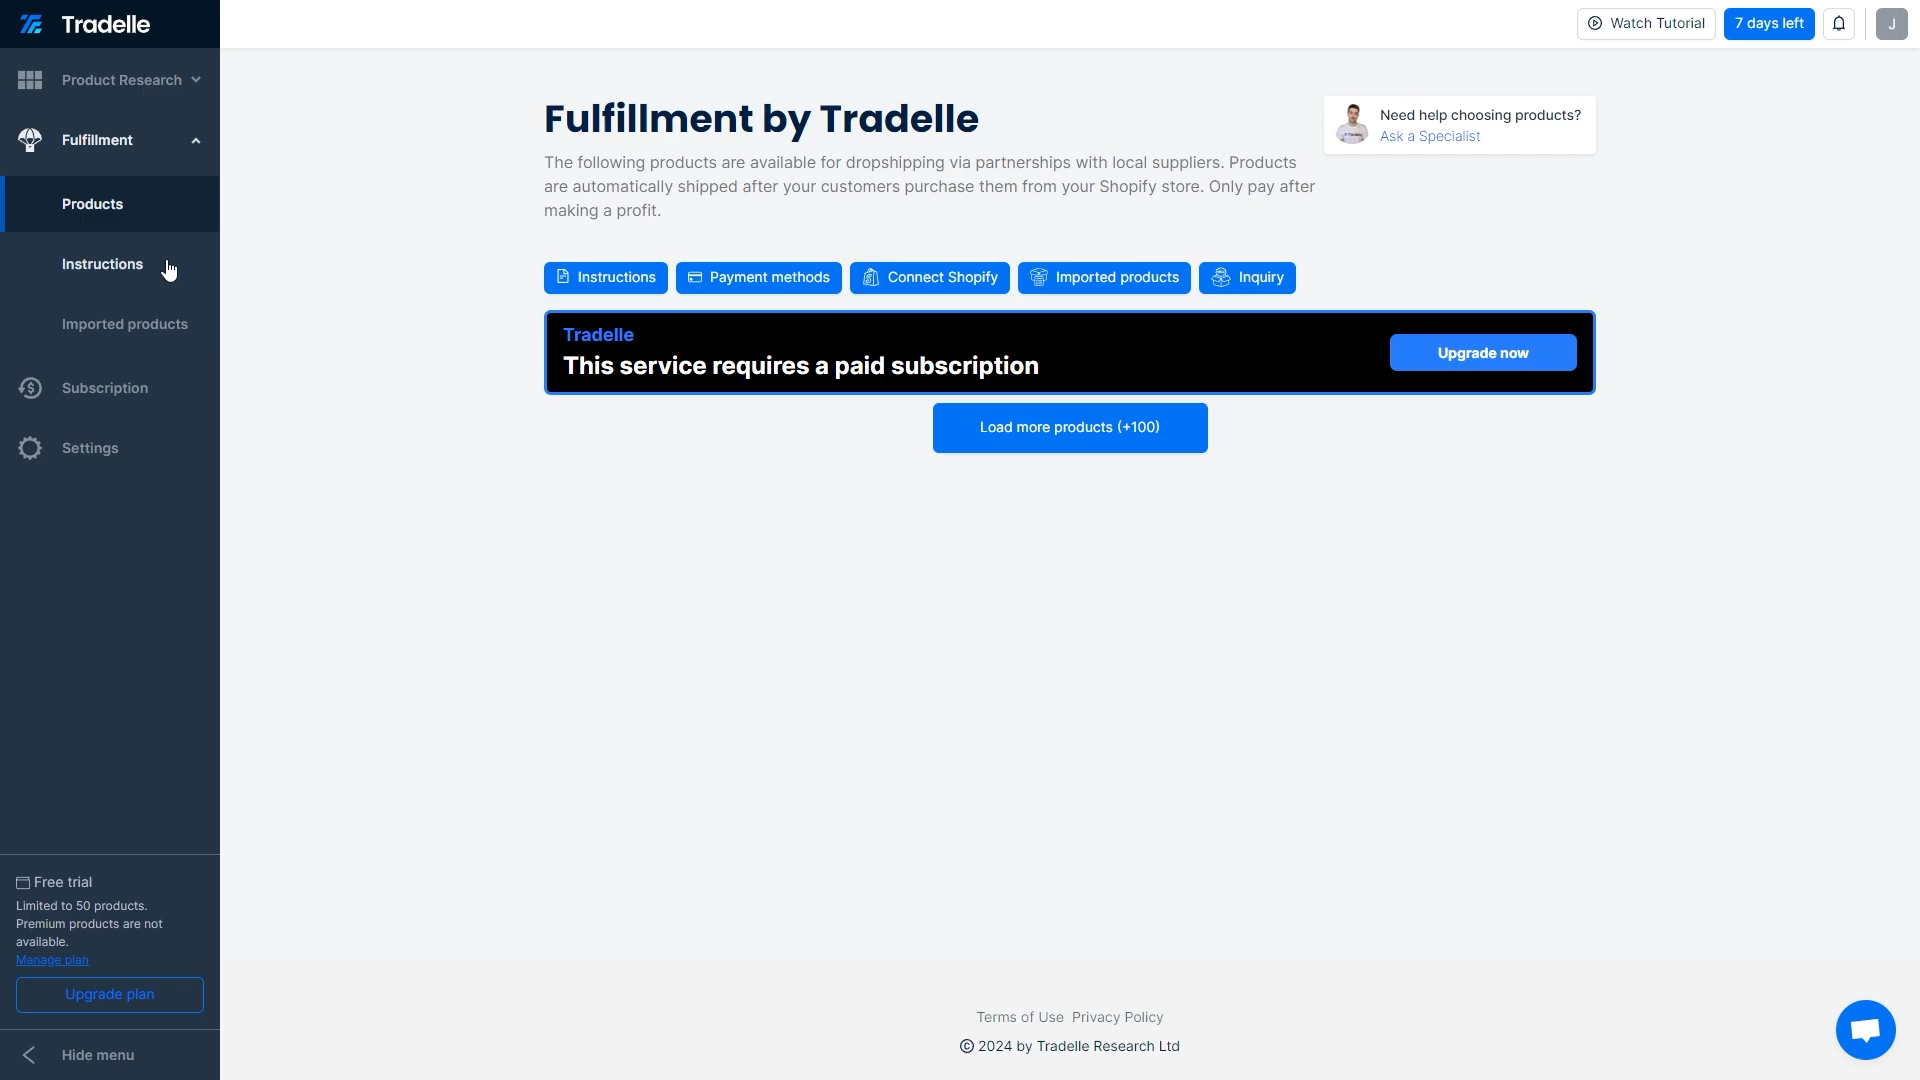 Tradelle
Watch Tutorial
7 days left
J
Product Research
Fulfillment
Products
Instructions
Imported products
Subscription
Settings
Fulfillment by Tradelle
The following products are available for dropshipping via partnerships with local suppliers. Products
are automatically shipped after your customers purchase them from your Shopify store. Only pay after
making a profit.
Need help choosing products?
Ask a Specialist
Instructions
Payment methods
Connect Shopify
Imported products
Inquiry
Tradelle
This service requires a paid subscription
Upgrade now
Load more products (+100)
Free trial
Limited to 50 products.
Premium products are not
available.
Manage plan
Upgrade plan
Hide menu
Terms of Use Privacy Policy
© 2024 by Tradelle Research Ltd